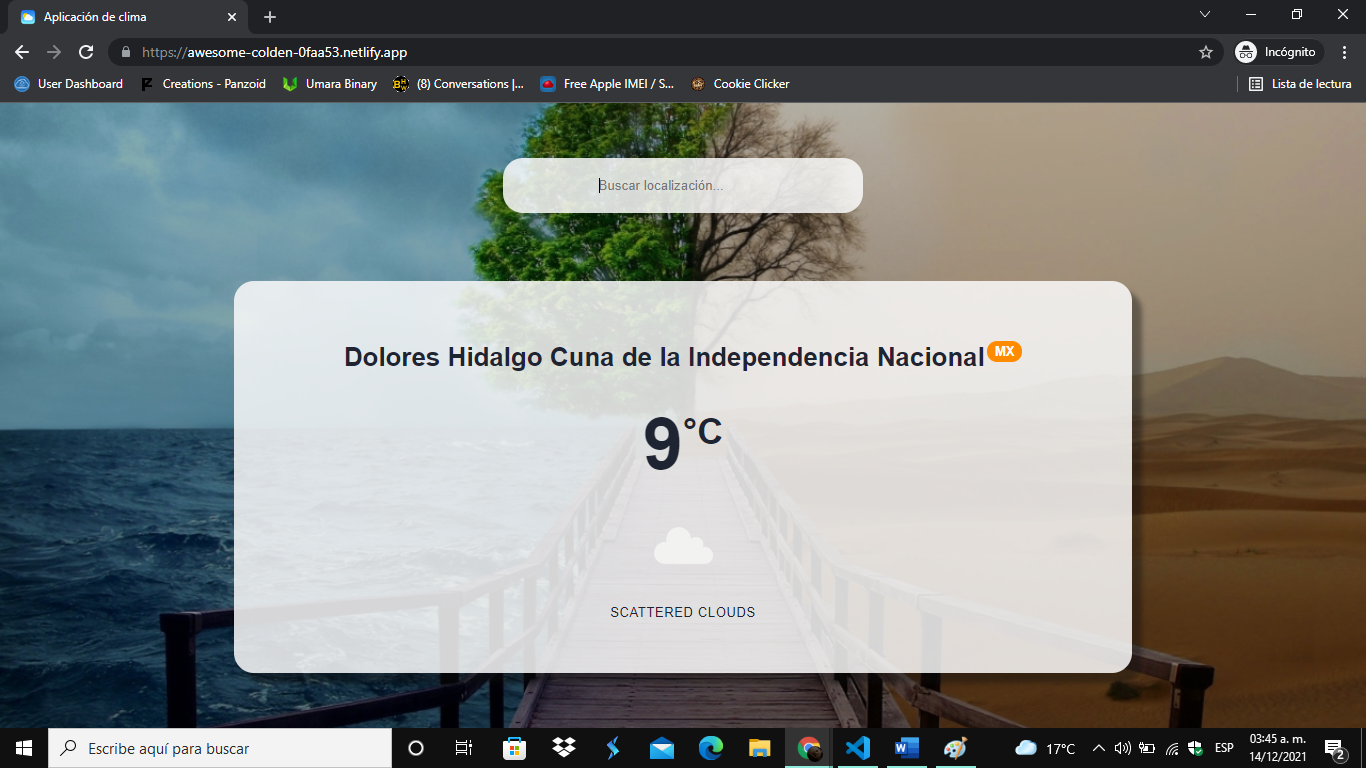 Aplicación de clima
https://awesome-colden-0faa53.netlify.app
Incógnito
User Dashboard
Creations - Panzoid
Umara Binary
(8) Conversations |...
Free Apple IMEI / S...
Cookie Clicker
Lista de lectura
Buscar localización...
Dolores Hidalgo Cuna de la Independencia Nacional MX
9°C
SCATTERED CLOUDS
Escribe aquí para buscar
17°C
ESP
03:45 a. m.
14/12/2021
2